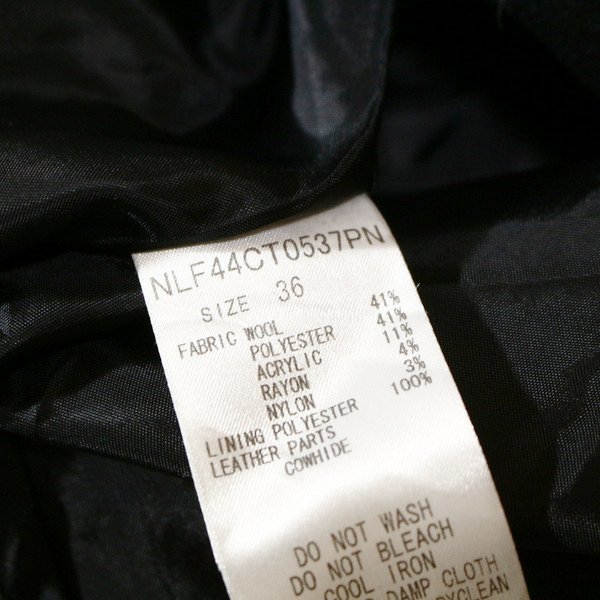 NLF44CT0537PN
SIZE 36
FABRIC WOOL 41%
POLYESTER 41%
ACRYLIC 11%
RAYON 4%
NYLON 3%
LINING POLYESTER 100%
LEATHER PARTS
COWHIDE
DO NOT WASH
DO NOT BLEACH
COOL IRON
DAMP CLOTH